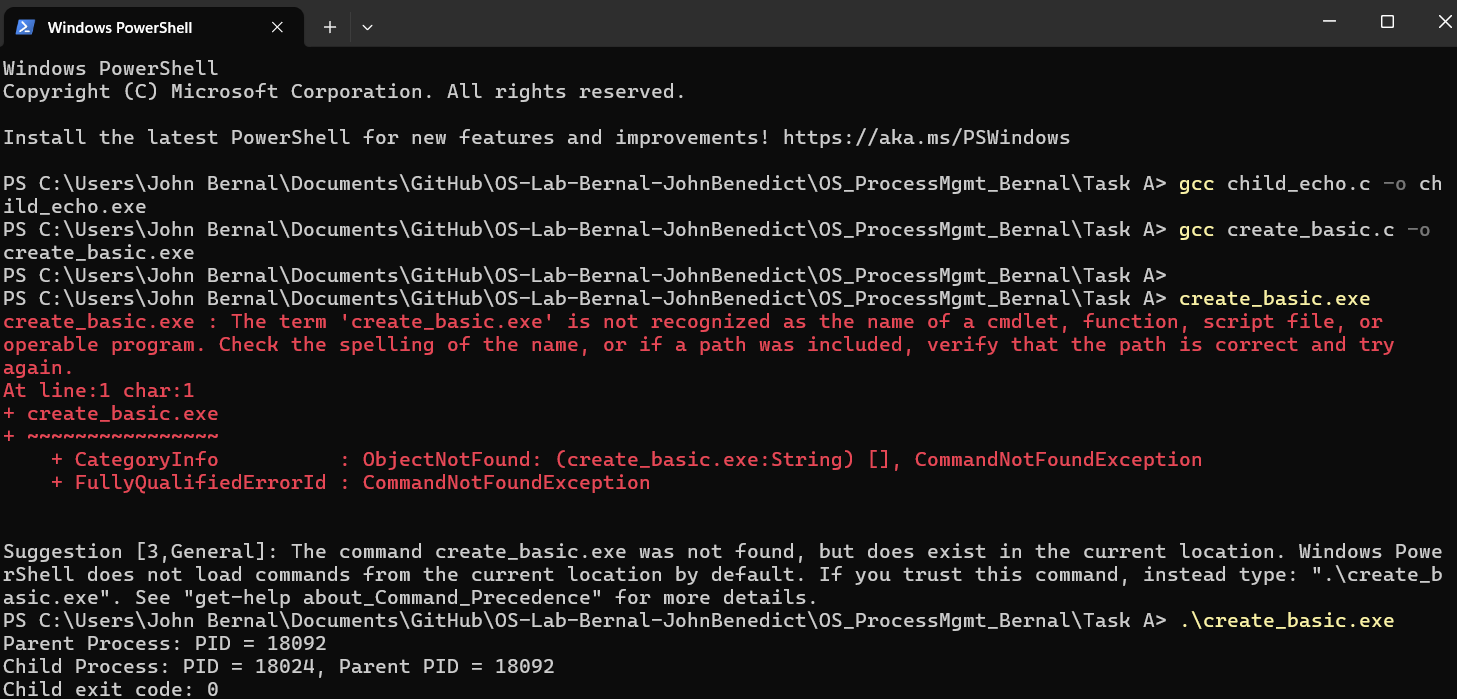 Windows PowerShell
Windows PowerShell
Copyright (C) Microsoft Corporation. All rights reserved.
Install the latest PowerShell for new features and improvements! https://aka.ms/PSWindows
PS C:\Users\John Bernal\Documents\GitHub\OS-Lab-Bernal-JohnBenedict\OS_ProcessMgmt_Bernal\Task A> gcc child_echo.c -o ch
ild_echo.exe
PS C:\Users\John Bernal\Documents\GitHub\OS-Lab-Bernal-JohnBenedict\OS_ProcessMgmt_Bernal\Task A> gcc create_basic.c -o
create_basic.exe
PS C:\Users\John Bernal\Documents\GitHub\OS-Lab-Bernal-JohnBenedict\OS_ProcessMgmt_Bernal\Task A>
PS C:\Users\John Bernal\Documents\GitHub\OS-Lab-Bernal-JohnBenedict\OS_ProcessMgmt_Bernal\Task A> create_basic.exe
create_basic.exe : The term 'create_basic.exe' is not recognized as the name of a cmdlet, function, script file, or
operable program. Check the spelling of the name, or if a path was included, verify that the path is correct and try
again.
At line:1 char:1
+ create_basic.exe
+ ~~~~~~~~~~~~~~~~
    + CategoryInfo          : ObjectNotFound: (create_basic.exe:String) [], CommandNotFoundException
    + FullyQualifiedErrorId : CommandNotFoundException
Suggestion [3,General]: The command create_basic.exe was not found, but does exist in the current location. Windows Powe
rShell does not load commands from the current location by default. If you trust this command, instead type: ".\create_b
asic.exe". See "get-help about_Command_Precedence" for more details.
PS C:\Users\John Bernal\Documents\GitHub\OS-Lab-Bernal-JohnBenedict\OS_ProcessMgmt_Bernal\Task A> .\create_basic.exe
Parent Process: PID = 18092
Child Process: PID = 18024, Parent PID = 18092
Child exit code: 0